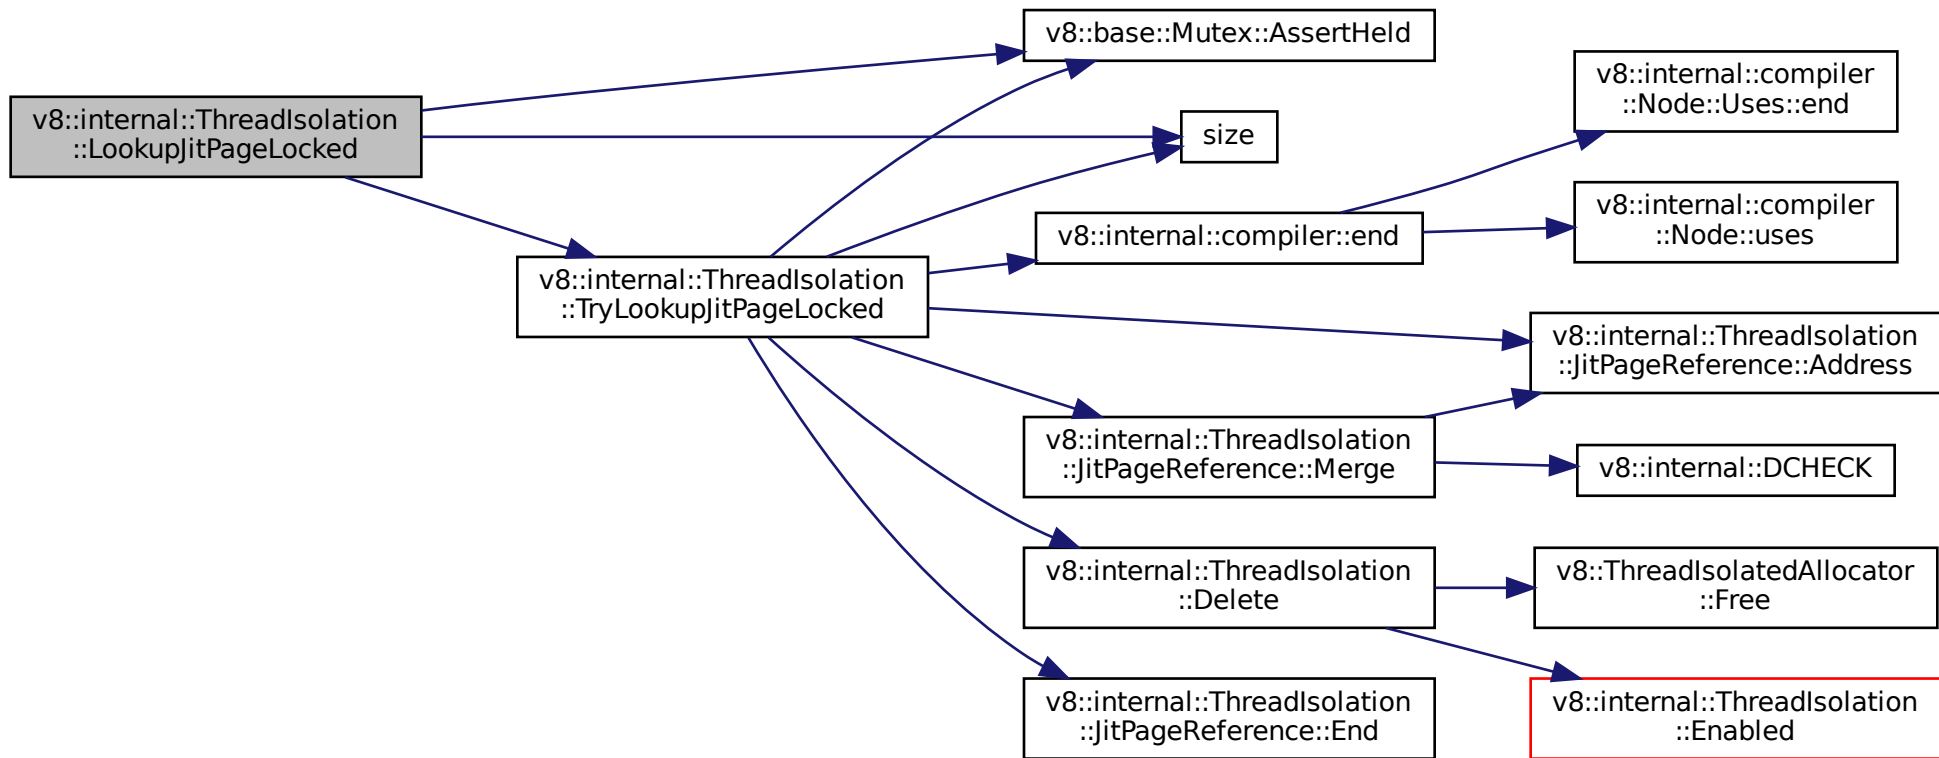 v8::internal::ThreadIsolation
::LookupJitPageLocked
v8::base::Mutex::AssertHeld
size
v8::internal::ThreadIsolation
::TryLookupJitPageLocked
v8::internal::compiler::end
v8::internal::compiler
::Node::Uses::end
v8::internal::compiler
::Node::uses
v8::internal::ThreadIsolation
::JitPageReference::Address
v8::internal::ThreadIsolation
::JitPageReference::Merge
v8::internal::DCHECK
v8::internal::ThreadIsolation
::Delete
v8::ThreadIsolatedAllocator
::Free
v8::internal::ThreadIsolation
::Enabled
v8::internal::ThreadIsolation
::JitPageReference::End